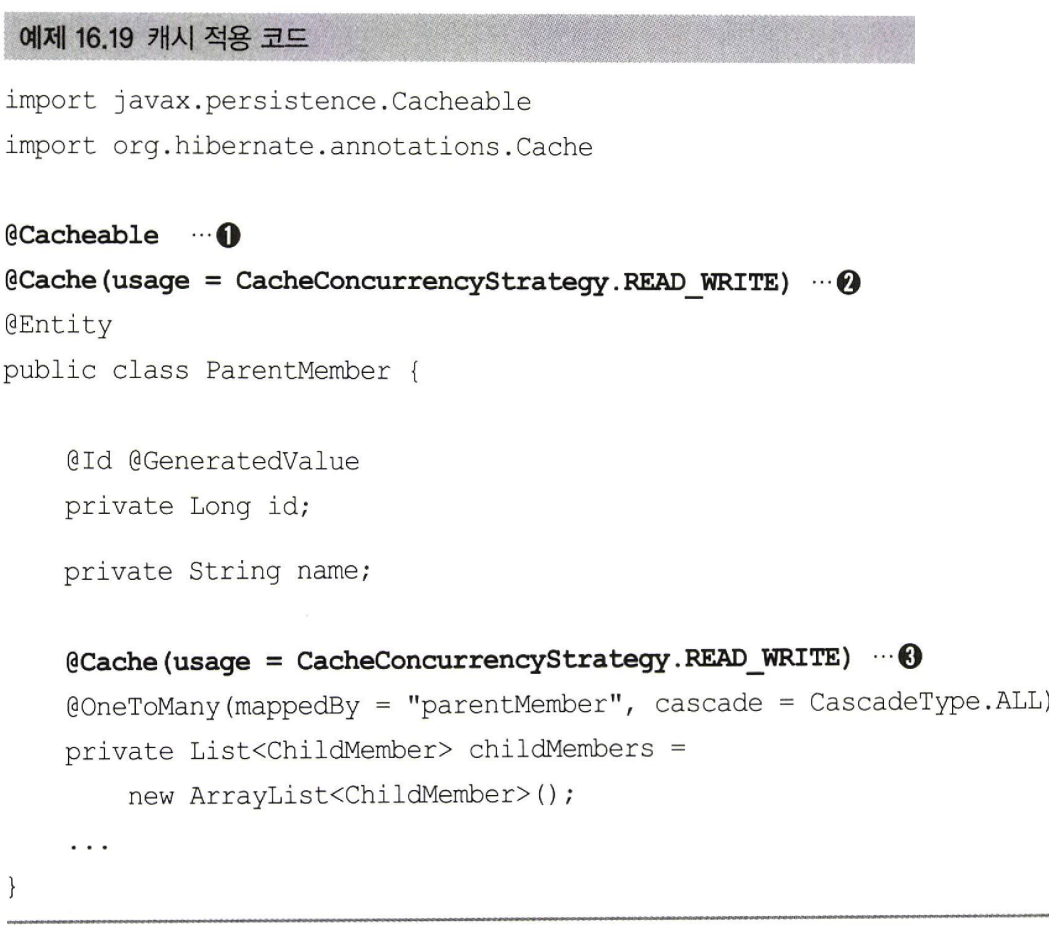 예제 16.19 캐시 적용 코드
import javax.persistence.Cacheable
import org.hibernate.annotations.Cache
@Cacheable …❶
@Cache(usage = CacheConcurrencyStrategy.READ_WRITE) …❷
@Entity
public class ParentMember {
@Id @GeneratedValue
private Long id;
private String name;
@Cache(usage = CacheConcurrencyStrategy.READ_WRITE) …❸
@OneToMany(mappedBy = "parentMember", cascade = CascadeType.ALL)
private List<ChildMember> childMembers =
new ArrayList<ChildMember>();
...
}